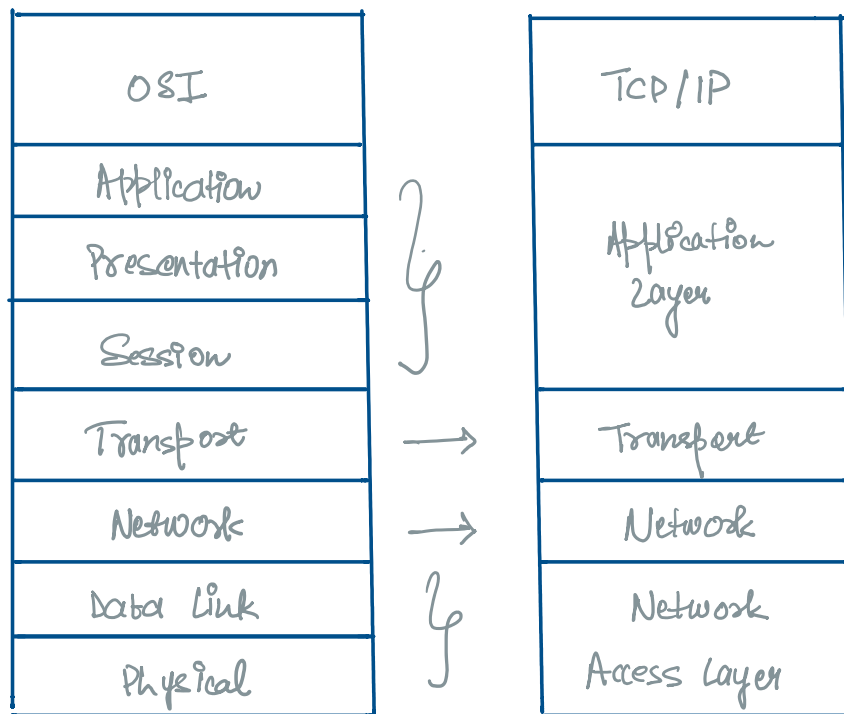 OSI
Application
Presentation
Session
Transport
Network
Data Link
Physical
TCP/IP
Application
Layer
Transport
Network
Network
Access Layer